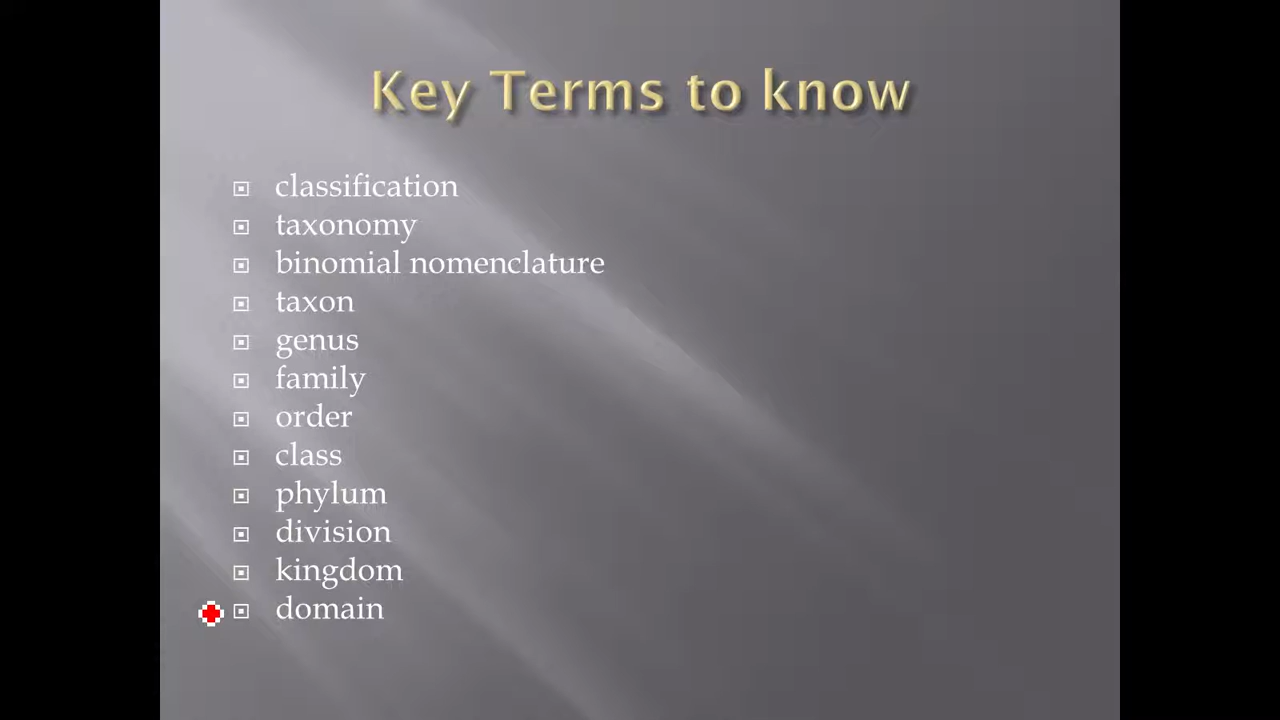 Key Terms to know
classification
taxonomy
binomial nomenclature
taxon
genus
family
order
class
phylum
division
kingdom
domain